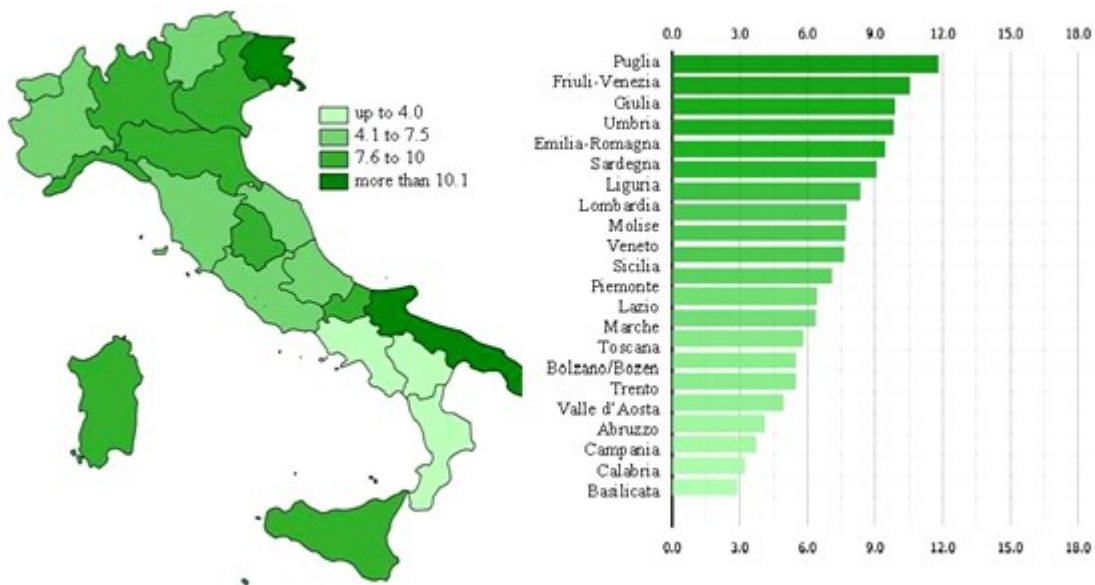 up to 4.0
4.1 to 7.5
7.6 to 10
more than 10.1
0.0 3.0 6.0 9.0 12.0 15.0 18.0
Puglia
Friuli-Venezia
Giulia
Umbria
Emilia-Romagna
Sardegna
Liguria
Lombardia
Molise
Veneto
Sicilia
Piemonte
Lazio
Marche
Toscana
Bolzano/Bozen
Trento
Valle d'Aosta
Abruzzo
Campania
Calabria
Basilicata
0.0 3.0 6.0 9.0 12.0 15.0 18.0